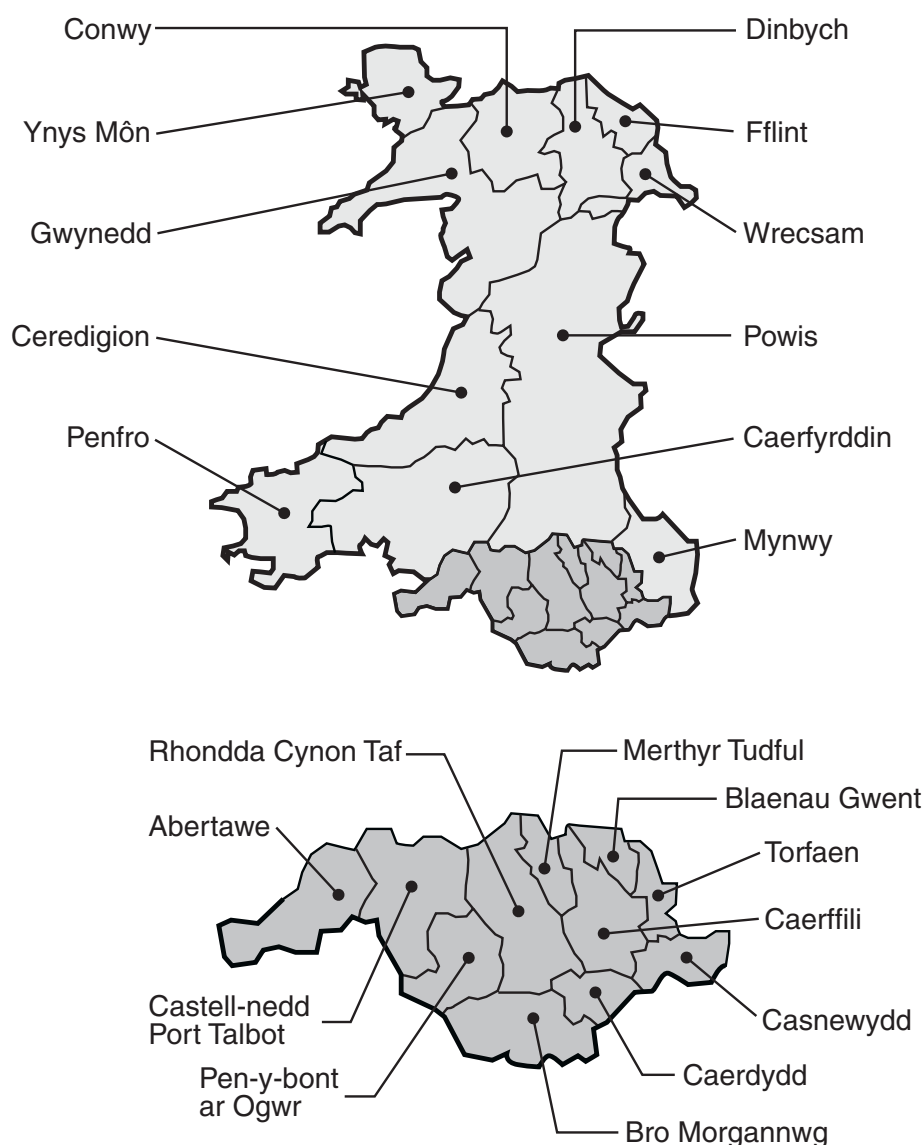 Conwy
Dinbych
Ynys Môn
Fflint
Gwynedd
Wrecsam
Ceredigion
Powis
Penfro
Caerfyrddin
Mynwy
Rhondda Cynon Taf
Merthyr Tudful
Blaenau Gwent
Abertawe
Torfaen
Caerffili
Castell-nedd
Port Talbot
Casnewydd
Pen-y-bont
ar Ogwr
Caerdydd
Bro Morgannwg